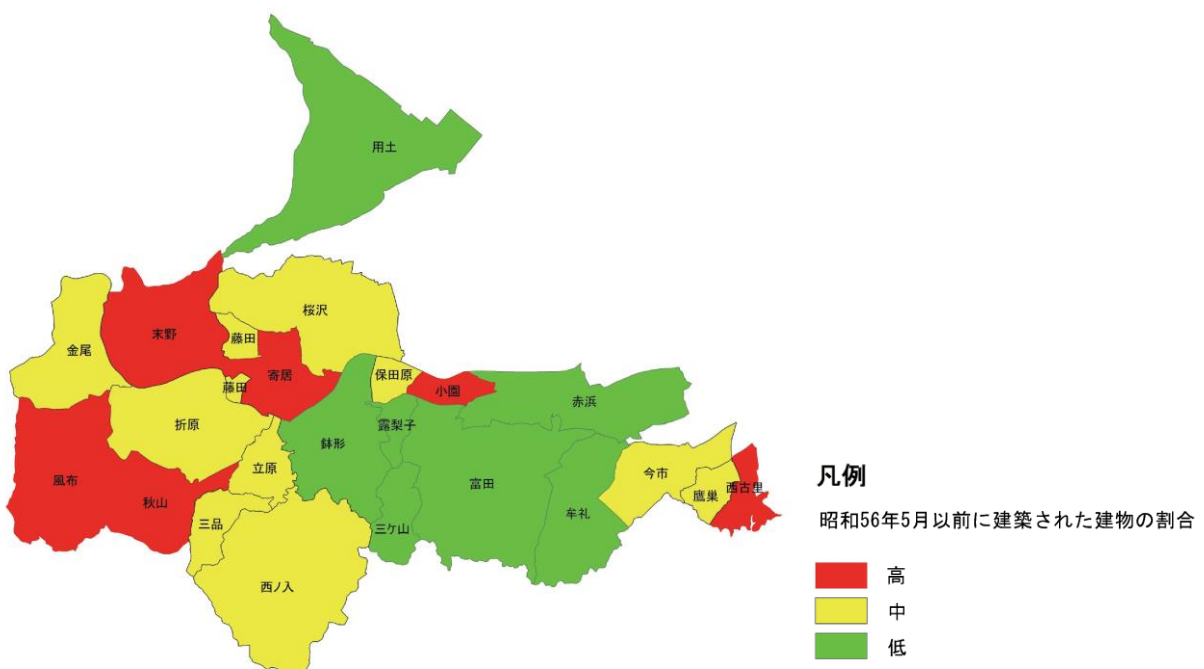 用土
桜沢
末野
藤田
金尾
寄居
保田原
藤田
小園
赤浜
折原
露梨子
鉢形
立原
今市
風布
富田
西古里
秋山
鷹巣
牟礼
三品
三ケ山
西ノ入
凡例
昭和56年5月以前に建築された建物の割合
高
中
低